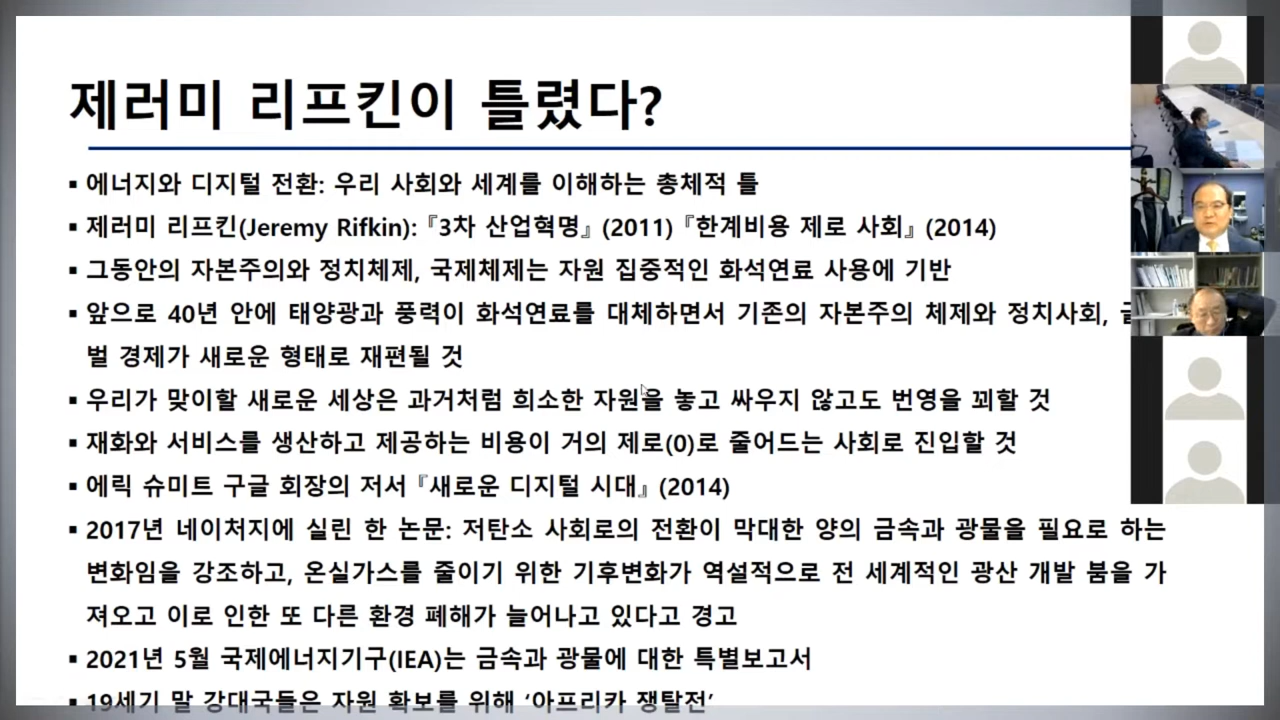 제러미 리프킨이 틀렸다?
▪ 에너지와 디지털 전환: 우리 사회와 세계를 이해하는 총체적 틀
▪ 제러미 리프킨(Jeremy Rifkin): 『3차 산업혁명』 (2011) 『한계비용 제로 사회』 (2014)
▪ 그동안의 자본주의와 정치체제, 국제체제는 자원 집중적인 화석연료 사용에 기반
▪ 앞으로 40년 안에 태양광과 풍력이 화석연료를 대체하면서 기존의 자본주의 체제와 정치사회,
벌 경제가 새로운 형태로 재편될 것
▪ 우리가 맞이할 새로운 세상은 과거처럼 희소한 자원을 놓고 싸우지 않고도 번영을 꾀할 것
▪ 재화와 서비스를 생산하고 제공하는 비용이 거의 제로(0)로 줄어드는 사회로 진입할 것
▪ 에릭 슈미트 구글 회장의 저서 『새로운 디지털 시대』 (2014)
▪ 2017년 네이처지에 실린 한 논문: 저탄소 사회로의 전환이 막대한 양의 금속과 광물을 필요로 하는
변화임을 강조하고, 온실가스를 줄이기 위한 기후변화가 역설적으로 전 세계적인 광산 개발 붐을 가
져오고 이로 인한 또 다른 환경 폐해가 늘어나고 있다고 경고
▪ 2021년 5월 국제에너지기구(IEA)는 금속과 광물에 대한 특별보고서
▪ 19세기 말 강대국들은 자원 확보를 위해 ‘아프리카 쟁탈전’